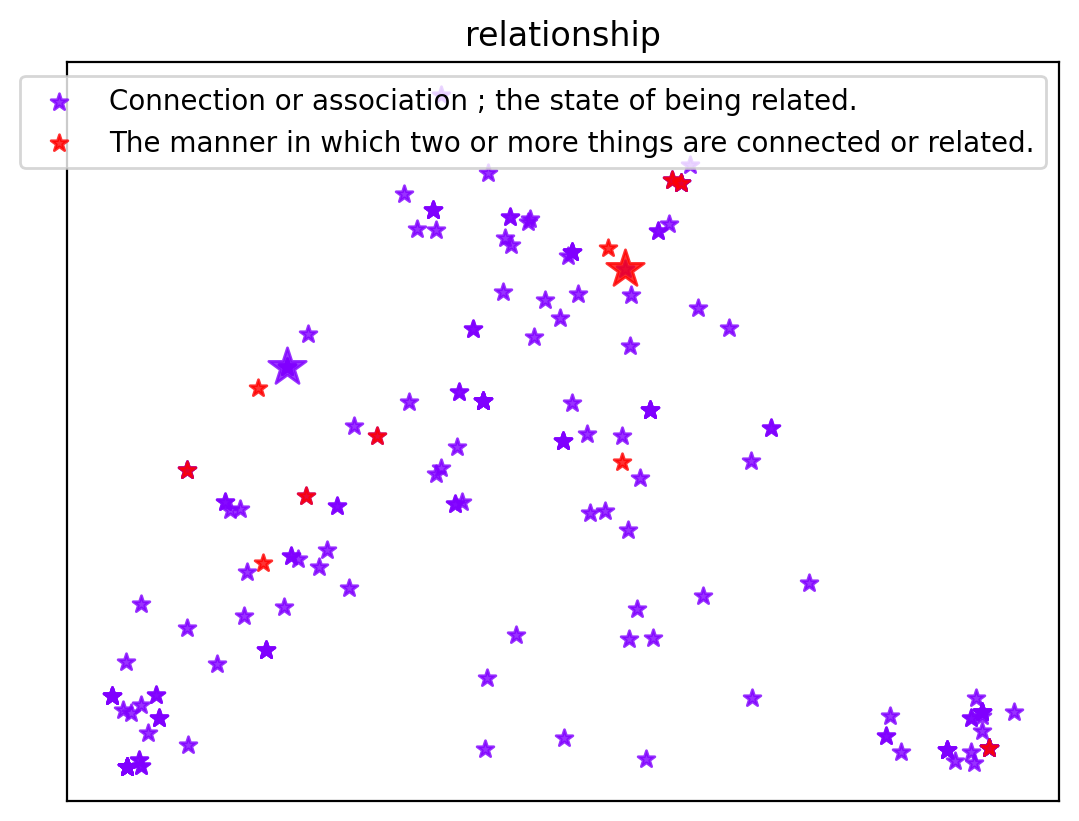 relationship
Connection or association ; the state of being related.
The manner in which two or more things are connected or related.